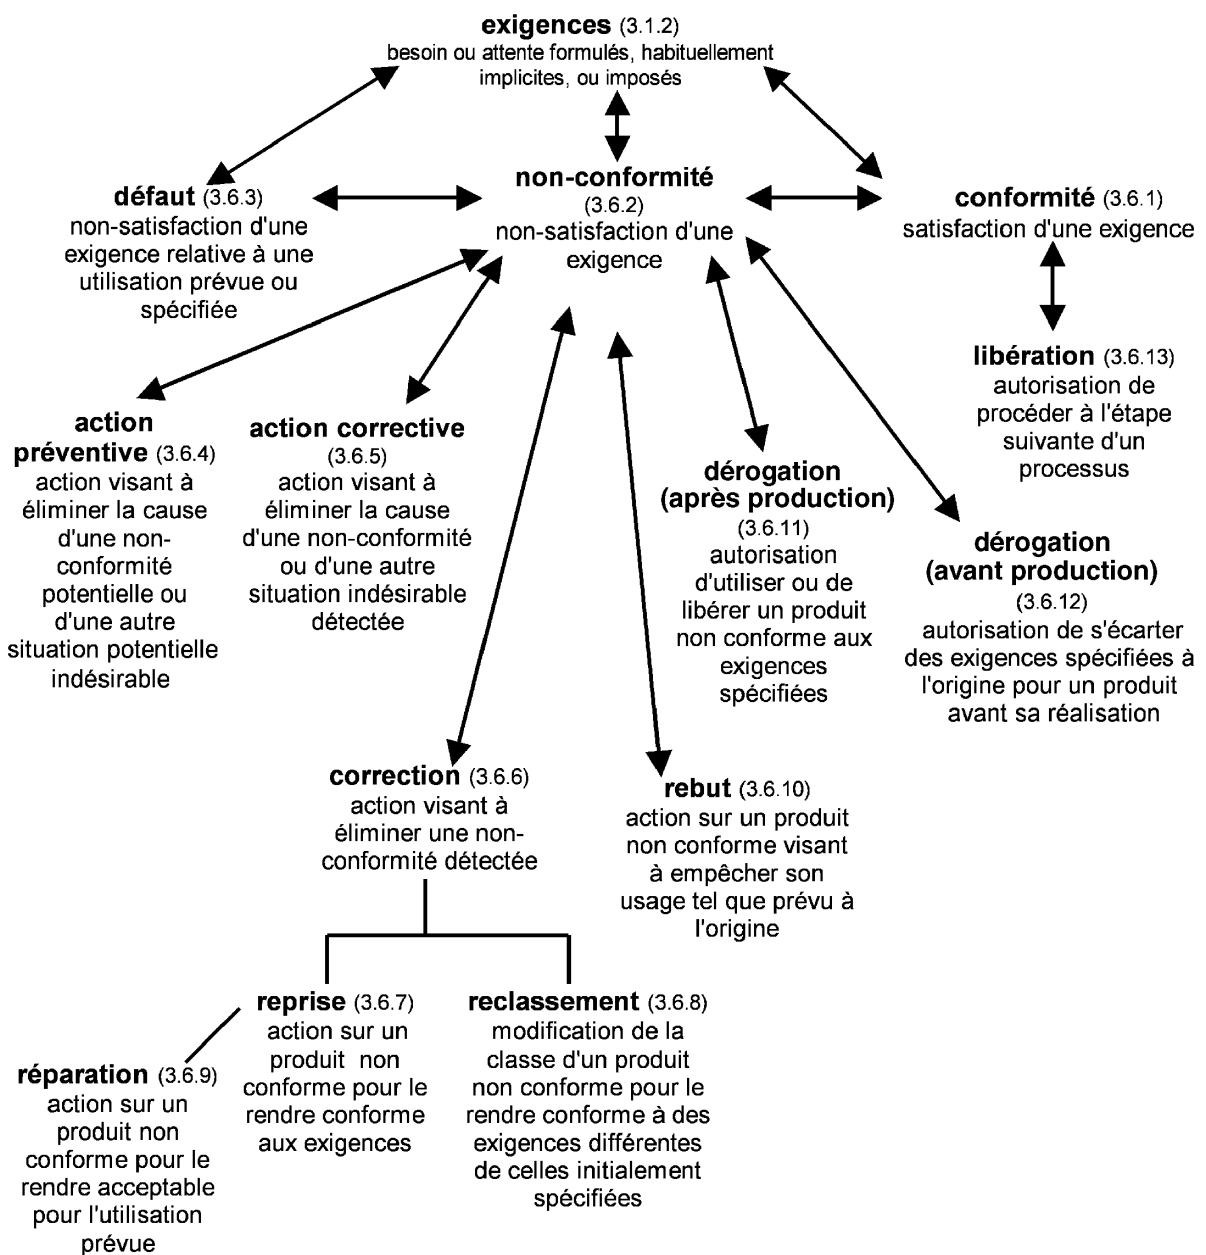 exigences (3.1.2)
besoin ou attente formulés, habituellement
implicites, ou imposés
défaut (3.6.3)
non-satisfaction d'une
exigence relative à une
utilisation prévue ou
spécifiée
non-conformité
(3.6.2)
non-satisfaction d'une
exigence
conformité (3.6.1)
satisfaction d'une exigence
libération (3.6.13)
autorisation de
procéder à l'étape
suivante d'un
processus
action
préventive (3.6.4)
action visant à
éliminer la cause
d'une non-
conformité
potentielle ou
d'une autre
situation potentielle
indésirable
action corrective
(3.6.5)
action visant à
éliminer la cause
d'une non-conformité
ou d'une autre
situation indésirable
détectée
dérogation
(après production)
(3.6.11)
autorisation
d'utiliser ou de
libérer un produit
non conforme aux
exigences
spécifiées
dérogation
(avant production)
(3.6.12)
autorisation de s'écarter
des exigences spécifiées à
l'origine pour un produit
avant sa réalisation
correction (3.6.6)
action visant à
éliminer une non-
conformité détectée
rebut (3.6.10)
action sur un produit
non conforme visant
à empêcher son
usage tel que prévu à
l'origine
reprise (3.6.7)
action sur un
produit  non
conforme pour le
rendre conforme
aux exigences
reclassement (3.6.8)
modification de la
classe d'un produit
non conforme pour le
rendre conforme à des
exigences différentes
de celles initialement
spécifiées
réparation (3.6.9)
action sur un
produit non
conforme pour le
rendre acceptable
pour l'utilisation
prévue